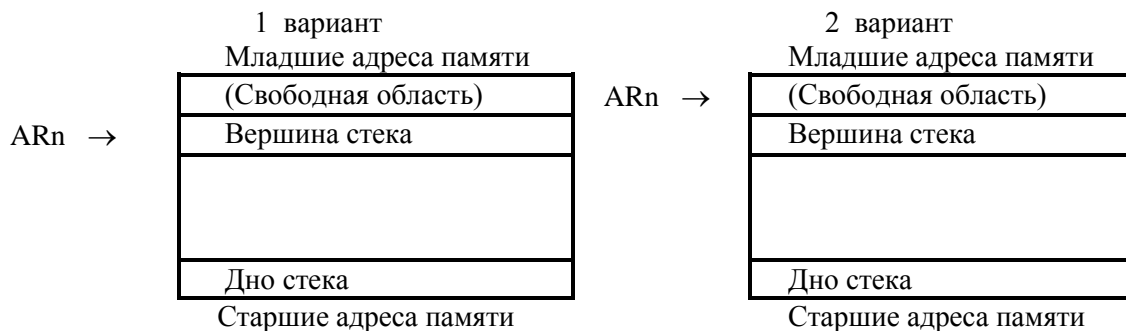 1 вариант 2 вариант
Младшие адреса памяти Младшие адреса памяти
(Свободная область) ARn → (Свободная область)
ARn → Вершина стека Вершина стека
Дно стека Дно стека
Старшие адреса памяти Старшие адреса памяти